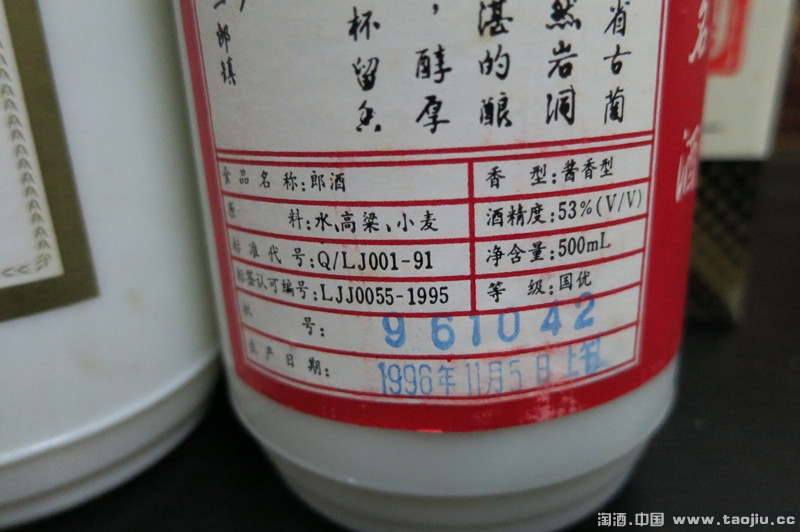 省古蔺
然岩洞
湛的酿
，醇厚
杯留香
二郎镇
酒
食品名称:郎酒
香型:酱香型
原料:水、高梁、小麦
酒精度:53%(V/V)
标准代号:Q/LJ001-91
净含量:500mL
标签认可编号:LJJ0055-1995
等级:国优
批号:
961042
生产日期:
1996年11月5日
淘酒.中国 www.taojiu.cc